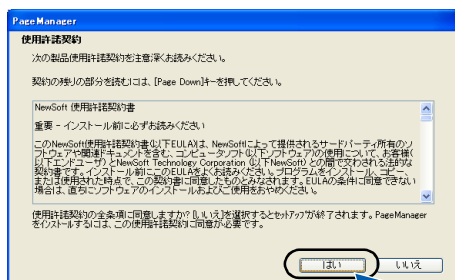 PageManager
使用許諾契約
次の製品使用許諾契約を注意深くお読みください。
契約の残りの部分を読むには、[Page Down]キーを押してください。
NewSoft 使用許諾契約書
重要 - インストール前に必ずお読みください
このNewSoft使用許諾契約書(以下EULA)は、NewSoftによって提供されるサードパーティ所有のソ
フトウェアや関連ドキュメントを含む、コンピュータソフト(以下ソフトウェア)の使用について、お客様(
以下エンドユーザ)とNewSoft Technology Corporation (以下NewSoft)との間で交わされる法的な
契約書です。インストール前にこのEULAをよくお読みください。プログラムをインストール、コピー、
または使用された時点で、この契約書に同意したものとみなされます。EULAの条件に同意できない
場合は、直ちにソフトウェアのインストールおよびご使用をおやめください。
使用許諾契約の全条項に同意しますか? [いいえ]を選択するとセットアップが終了されます。PageManager
をインストールするには、この使用許諾契約に同意が必要です。
はい
いいえ